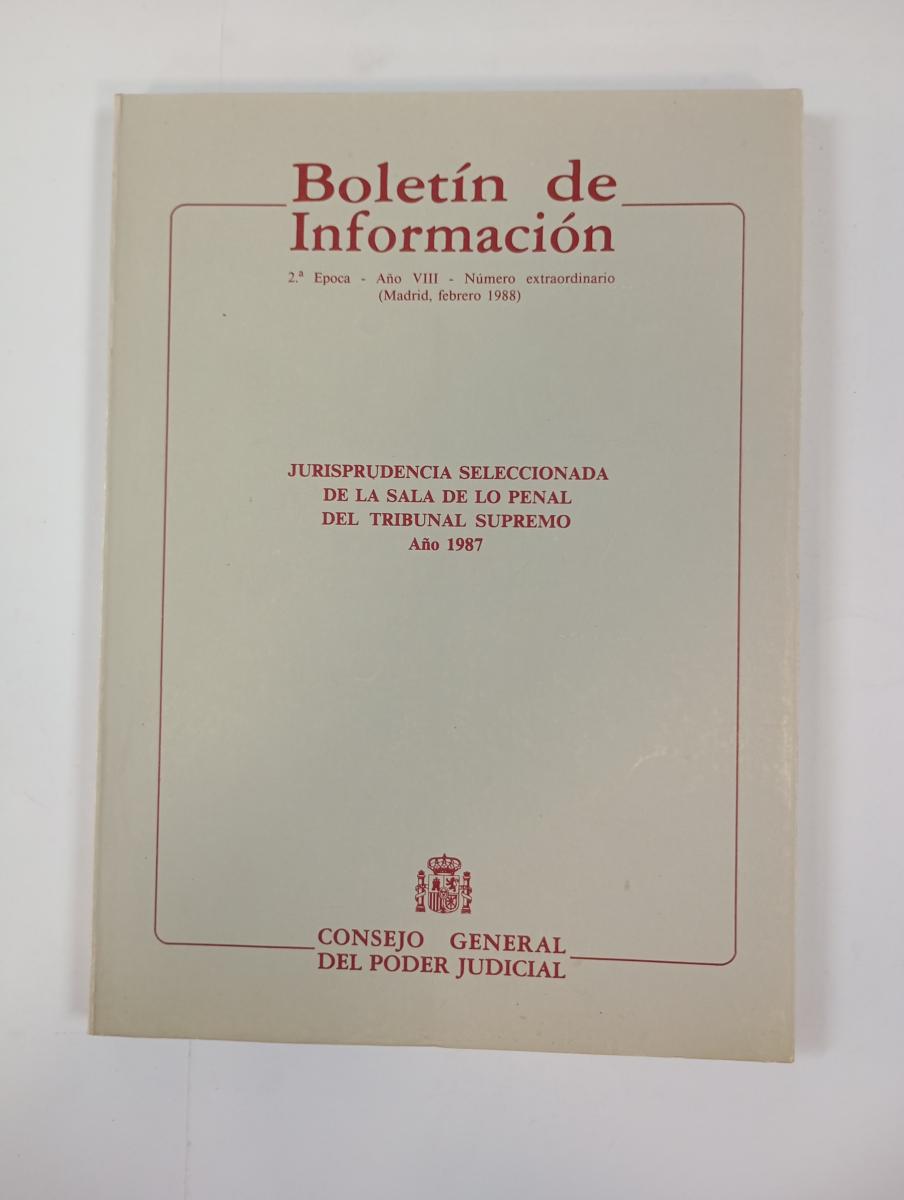 Boletín de
Información
2.ª Epoca - Año VIII - Número extraordinario
(Madrid, febrero 1988)
JURISPRUDENCIA SELECCIONADA
DE LA SALA DE LO PENAL
DEL TRIBUNAL SUPREMO
Año 1987
CONSEJO GENERAL
DEL PODER JUDICIAL